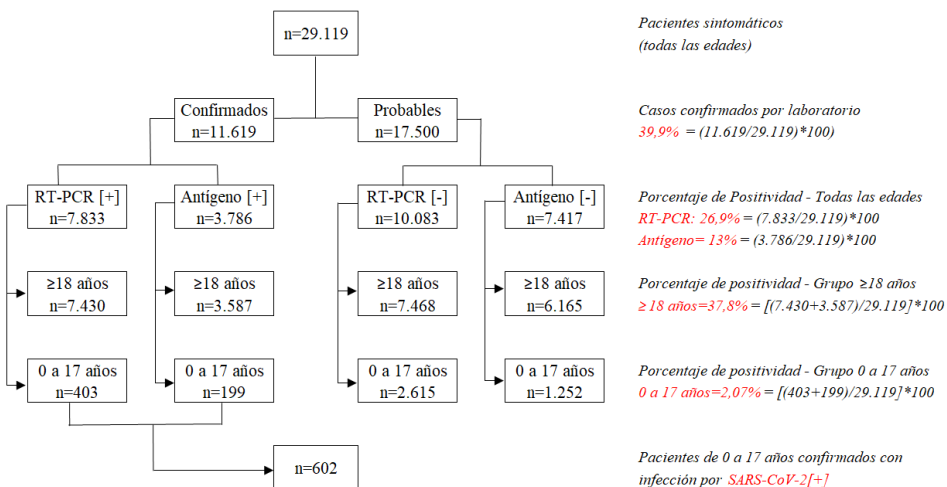 n=29.119
Pacientes sintomáticos
(todas las edades)
Confirmados
n=11.619
Probables
n=17.500
Casos confirmados por laboratorio
39,9% = (11.619/29.119)*100)
RT-PCR [+]
n=7.833
Antígeno [+]
n=3.786
RT-PCR [-]
n=10.083
Antígeno [-]
n=7.417
Porcentaje de Positividad - Todas las edades
RT-PCR: 26,9% = (7.833/29.119)*100
Antígeno= 13% = (3.786/29.119)*100
≥18 años
n=7.430
≥18 años
n=3.587
≥18 años
n=7.468
≥18 años
n=6.165
Porcentaje de positividad - Grupo ≥18 años
≥ 18 años=37,8% = [(7.430+3.587)/29.119]*100
0 a 17 años
n=403
0 a 17 años
n=199
0 a 17 años
n=2.615
0 a 17 años
n=1.252
Porcentaje de positividad - Grupo 0 a 17 años
0 a 17 años=2,07% = [(403+199)/29.119]*100
n=602
Pacientes de 0 a 17 años confirmados con
infección por SARS-CoV-2[+]